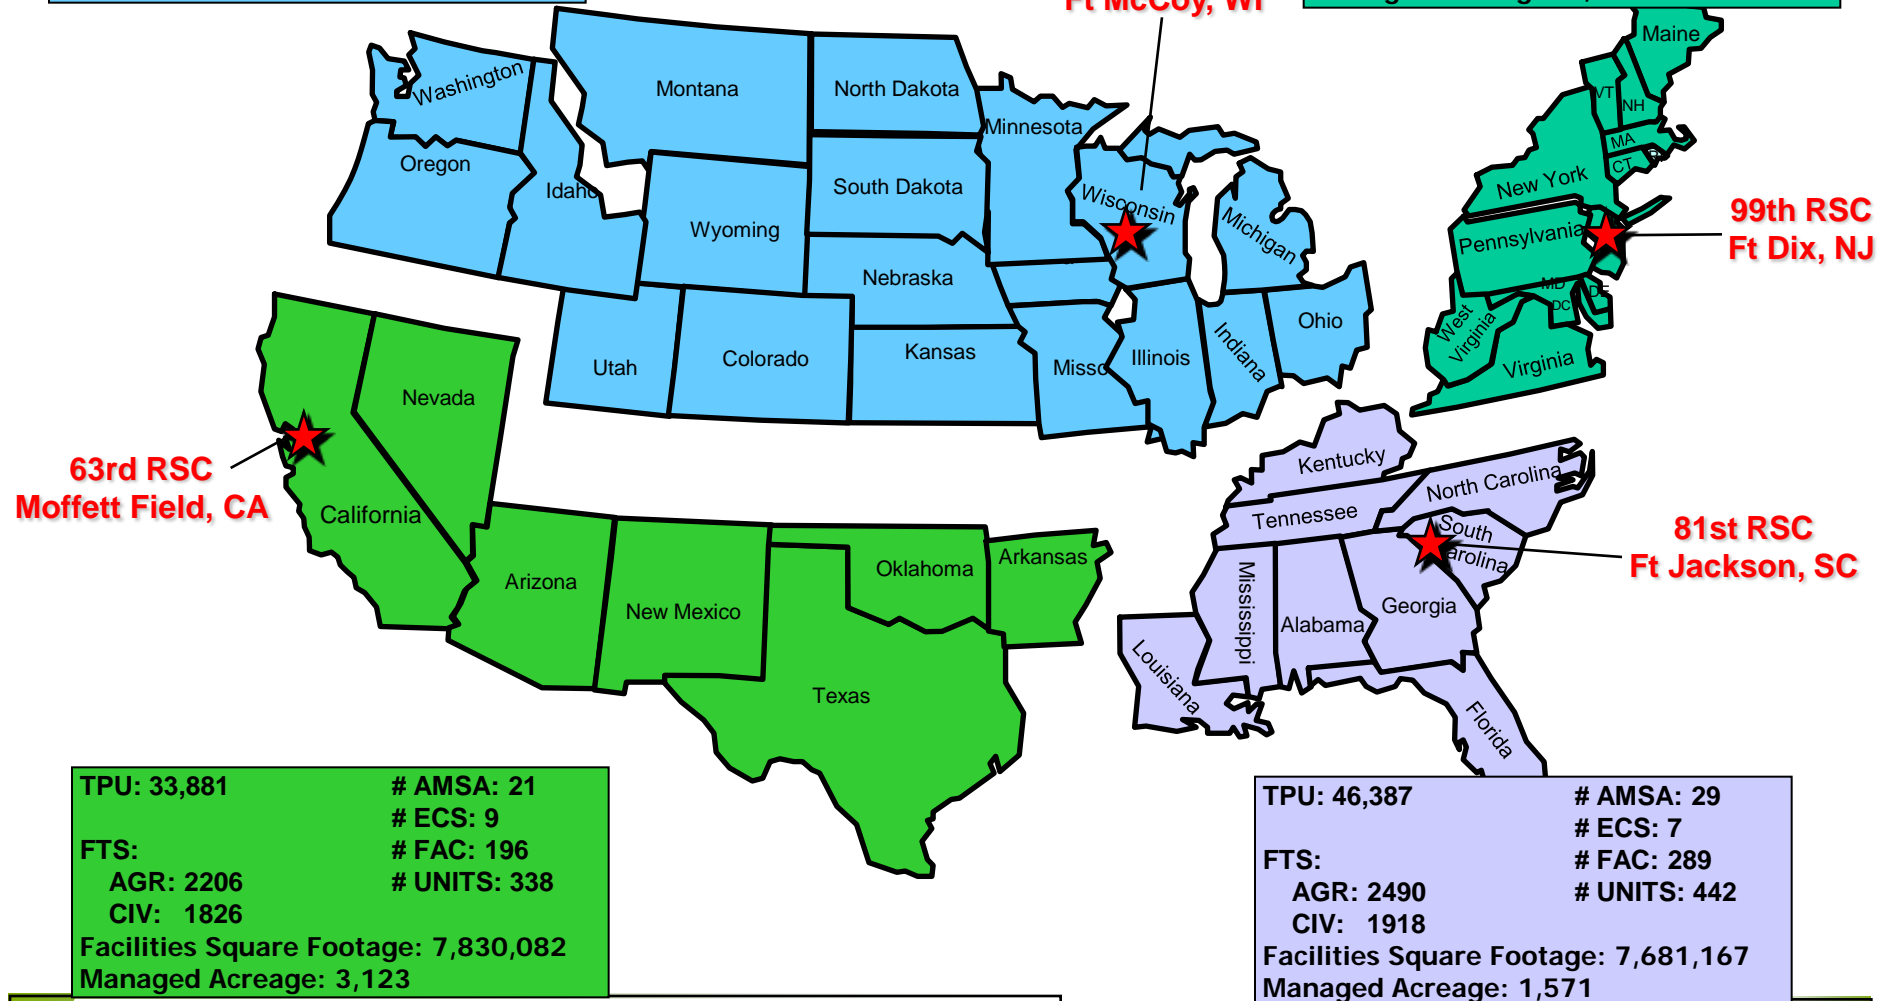 Ft McCoy, WI
Maine
Washington
Montana
North Dakota
Minnesota
VT
NH
MA
CT
Oregon
Idaho
South Dakota
Wisconsin
New York
Wyoming
Michigan
Pennsylvania
99th RSC
Ft Dix, NJ
Nebraska
MD
DE
DC
West
Virginia
Virginia
Ohio
Indiana
Illinois
Kansas
Colorado
Utah
Misso
Nevada
63rd RSC
Moffett Field, CA
California
Kentucky
North Carolina
Tennessee
South
arolina
81st RSC
Ft Jackson, SC
Arizona
New Mexico
Oklahoma
Arkansas
Mississippi
Alabama
Georgia
Louisiana
Texas
Florida
TPU: 33,881 # AMSA: 21
# ECS: 9
FTS: # FAC: 196
AGR: 2206 # UNITS: 338
CIV: 1826
Facilities Square Footage: 7,830,082
Managed Acreage: 3,123
TPU: 46,387 # AMSA: 29
# ECS: 7
FTS: # FAC: 289
AGR: 2490 # UNITS: 442
CIV: 1918
Facilities Square Footage: 7,681,167
Managed Acreage: 1,571